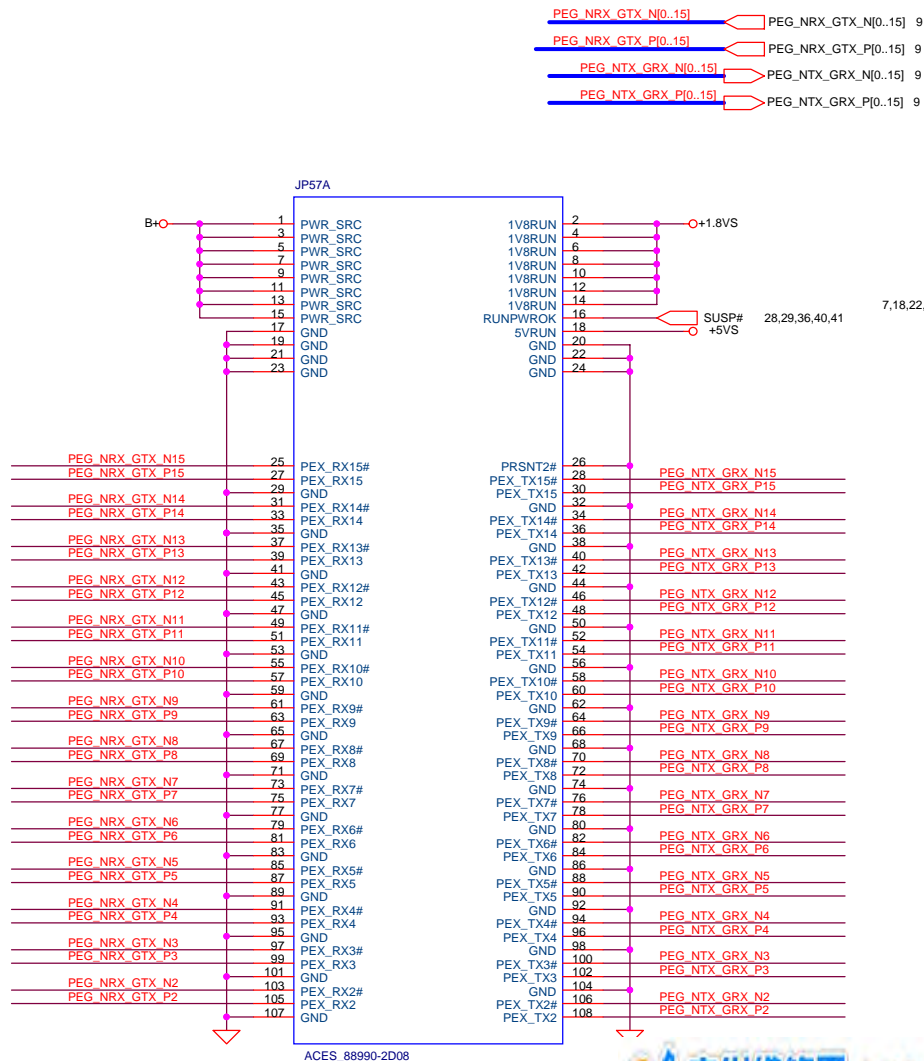 PEG_NRX_GTX_N[0..15] PEG_NRX_GTX_N[0..15] 9
PEG_NRX_GTX_P[0..15] PEG_NRX_GTX_P[0..15] 9
PEG_NTX_GRX_N[0..15] PEG_NTX_GRX_N[0..15] 9
PEG_NTX_GRX_P[0..15] PEG_NTX_GRX_P[0..15] 9
JP57A
B+ 1 PWR_SRC 1V8RUN 2 +1.8VS
3 PWR_SRC 1V8RUN 4
5 PWR_SRC 1V8RUN 6
7 PWR_SRC 1V8RUN 8
9 PWR_SRC 1V8RUN 10
11 PWR_SRC 1V8RUN 12
13 PWR_SRC 1V8RUN 14 7,18,22,
15 PWR_SRC RUNPWROK 16 SUSP# 28,29,36,40,41
17 GND 5VRUN 18 +5VS
19 GND GND 20
21 GND GND 22
23 GND GND 24
PEG_NRX_GTX_N15 25 PEX_RX15# PRSNT2# 26
PEG_NRX_GTX_P15 27 PEX_RX15 PEX_TX15# 28 PEG_NTX_GRX_N15
29 GND PEX_TX15 30 PEG_NTX_GRX_P15
PEG_NRX_GTX_N14 31 PEX_RX14# GND 32
PEG_NRX_GTX_P14 33 PEX_RX14 PEX_TX14# 34 PEG_NTX_GRX_N14
35 GND PEX_TX14 36 PEG_NTX_GRX_P14
PEG_NRX_GTX_N13 37 PEX_RX13# GND 38
PEG_NRX_GTX_P13 39 PEX_RX13 PEX_TX13# 40 PEG_NTX_GRX_N13
41 GND PEX_TX13 42 PEG_NTX_GRX_P13
PEG_NRX_GTX_N12 43 PEX_RX12# GND 44
PEG_NRX_GTX_P12 45 PEX_RX12 PEX_TX12# 46 PEG_NTX_GRX_N12
47 GND PEX_TX12 48 PEG_NTX_GRX_P12
PEG_NRX_GTX_N11 49 PEX_RX11# GND 50
PEG_NRX_GTX_P11 51 PEX_RX11 PEX_TX11# 52 PEG_NTX_GRX_N11
53 GND PEX_TX11 54 PEG_NTX_GRX_P11
PEG_NRX_GTX_N10 55 PEX_RX10# GND 56
PEG_NRX_GTX_P10 57 PEX_RX10 PEX_TX10# 58 PEG_NTX_GRX_N10
59 GND PEX_TX10 60 PEG_NTX_GRX_P10
PEG_NRX_GTX_N9 61 PEX_RX9# GND 62
PEG_NRX_GTX_P9 63 PEX_RX9 PEX_TX9# 64 PEG_NTX_GRX_N9
65 GND PEX_TX9 66 PEG_NTX_GRX_P9
PEG_NRX_GTX_N8 67 PEX_RX8# GND 68
PEG_NRX_GTX_P8 69 PEX_RX8 PEX_TX8# 70 PEG_NTX_GRX_N8
71 GND PEX_TX8 72 PEG_NTX_GRX_P8
PEG_NRX_GTX_N7 73 PEX_RX7# GND 74
PEG_NRX_GTX_P7 75 PEX_RX7 PEX_TX7# 76 PEG_NTX_GRX_N7
77 GND PEX_TX7 78 PEG_NTX_GRX_P7
PEG_NRX_GTX_N6 79 PEX_RX6# GND 80
PEG_NRX_GTX_P6 81 PEX_RX6 PEX_TX6# 82 PEG_NTX_GRX_N6
83 GND PEX_TX6 84 PEG_NTX_GRX_P6
PEG_NRX_GTX_N5 85 PEX_RX5# GND 86
PEG_NRX_GTX_P5 87 PEX_RX5 PEX_TX5# 88 PEG_NTX_GRX_N5
89 GND PEX_TX5 90 PEG_NTX_GRX_P5
PEG_NRX_GTX_N4 91 PEX_RX4# GND 92
PEG_NRX_GTX_P4 93 PEX_RX4 PEX_TX4# 94 PEG_NTX_GRX_N4
95 GND PEX_TX4 96 PEG_NTX_GRX_P4
PEG_NRX_GTX_N3 97 PEX_RX3# GND 98
PEG_NRX_GTX_P3 99 PEX_RX3 PEX_TX3# 100 PEG_NTX_GRX_N3
101 GND PEX_TX3 102 PEG_NTX_GRX_P3
PEG_NRX_GTX_N2 103 PEX_RX2# GND 104
PEG_NRX_GTX_P2 105 PEX_RX2 PEX_TX2# 106 PEG_NTX_GRX_N2
107 GND PEX_TX2 108 PEG_NTX_GRX_P2
ACES_88990-2D08